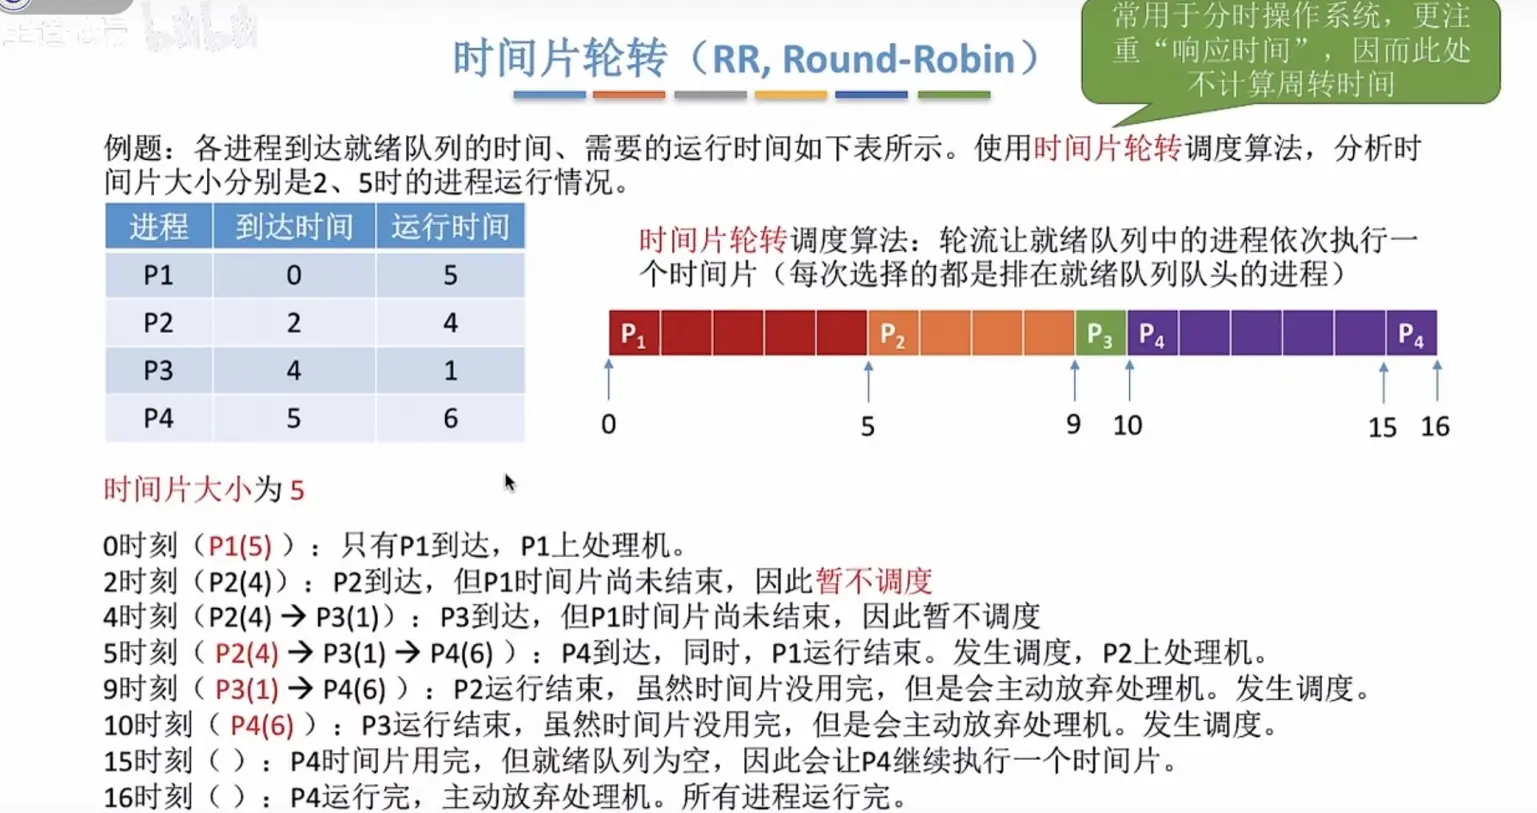 bilibili
时间片轮转（RR, Round-Robin）
常用于分时操作系统，更注
重“响应时间”，因而此处
不计算周转时间
例题：各进程到达就绪队列的时间、需要的运行时间如下表所示。使用时间片轮转调度算法，分析时
间片大小分别是2、5时的进程运行情况。
进程 到达时间 运行时间
P1 0 5
P2 2 4
P3 4 1
P4 5 6
时间片轮转调度算法：轮流让就绪队列中的进程依次执行一
个时间片（每次选择的都是排在就绪队列队头的进程）
P₁ P₂ P₃ P₄ P₄
0 5 9 10 15 16
时间片大小为 5
0时刻（P1(5) ）：只有P1到达，P1上处理机。
2时刻（P2(4)）：P2到达，但P1时间片尚未结束，因此暂不调度
4时刻（P2(4) → P3(1)）：P3到达，但P1时间片尚未结束，因此暂不调度
5时刻（ P2(4) → P3(1) → P4(6) ）：P4到达，同时，P1运行结束。发生调度，P2上处理机。
9时刻（ P3(1) → P4(6) ）：P2运行结束，虽然时间片没用完，但是会主动放弃处理机。发生调度。
10时刻（ P4(6) ）：P3运行结束，虽然时间片没用完，但是会主动放弃处理机。发生调度。
15时刻（ ）：P4时间片用完，但就绪队列为空，因此会让P4继续执行一个时间片。
16时刻（ ）：P4运行完，主动放弃处理机。所有进程运行完。